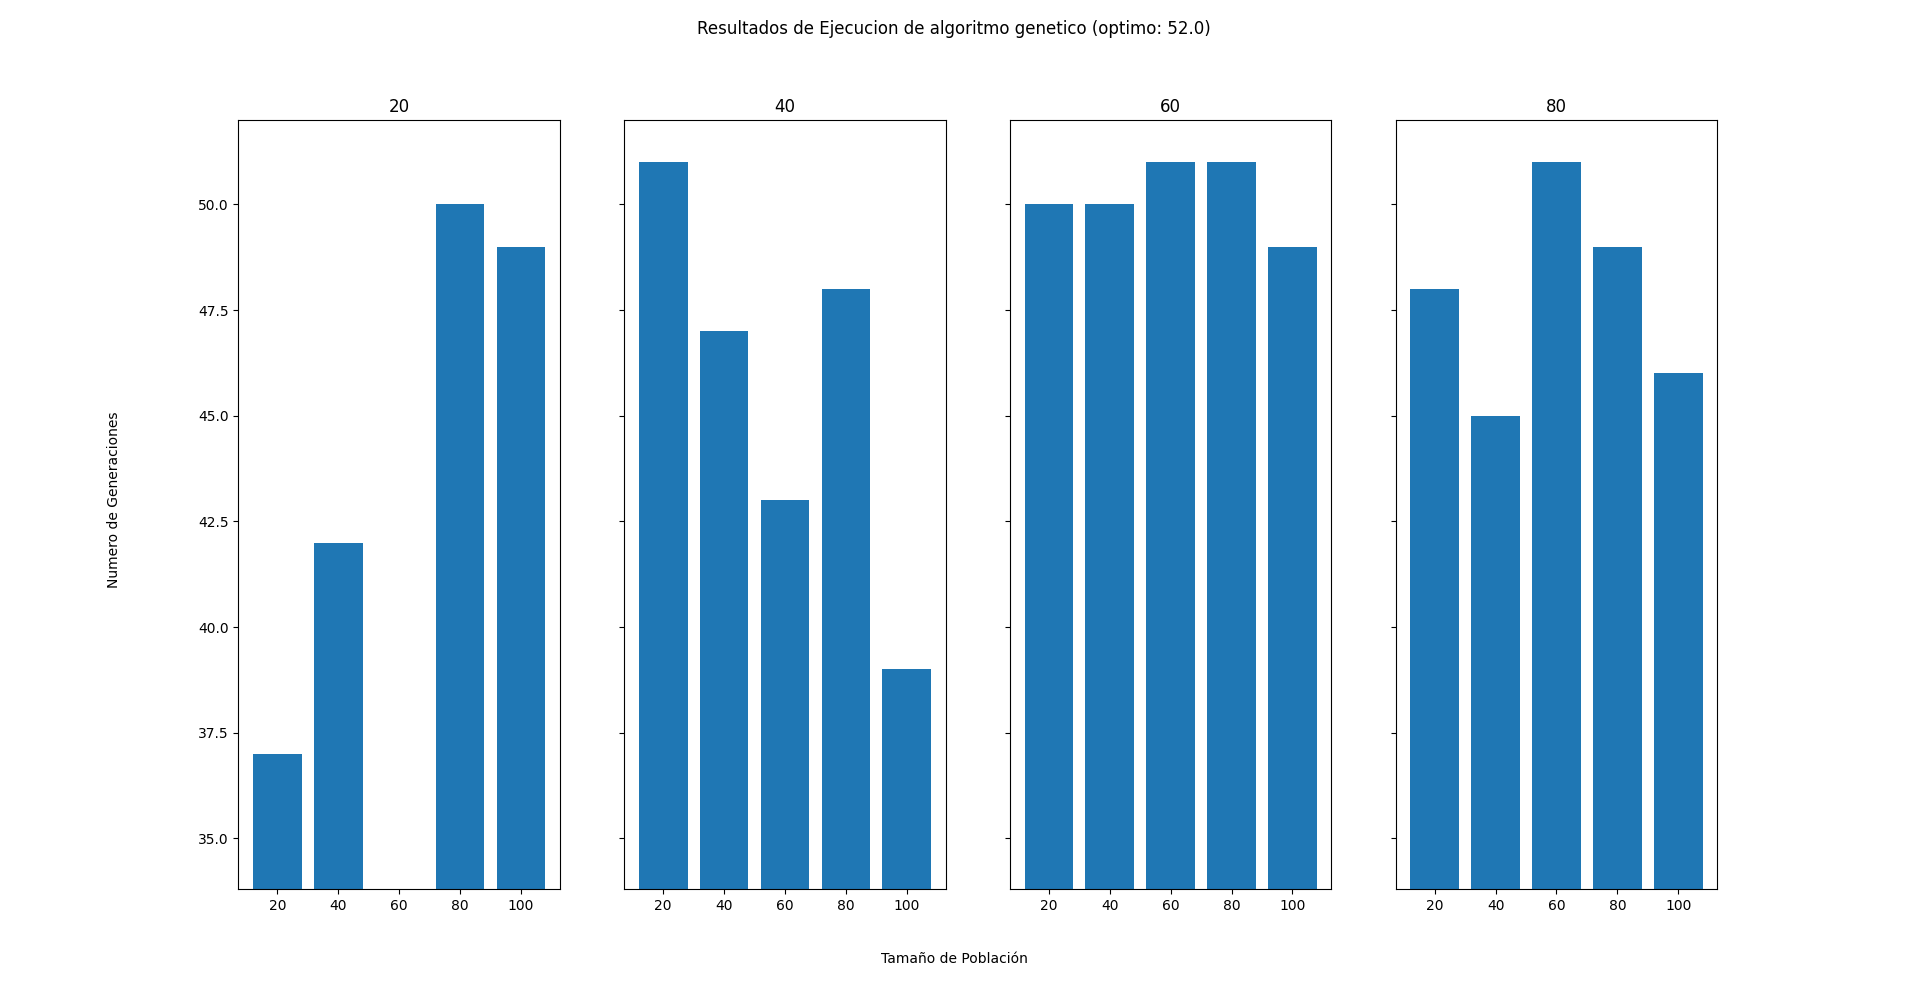 Resultados de Ejecucion de algoritmo genetico (optimo: 52.0)
20
40
60
80
50.0
47.5
45.0
42.5
40.0
37.5
35.0
Numero de Generaciones
20 40 60 80 100
20 40 60 80 100
20 40 60 80 100
20 40 60 80 100
Tamaño de Población